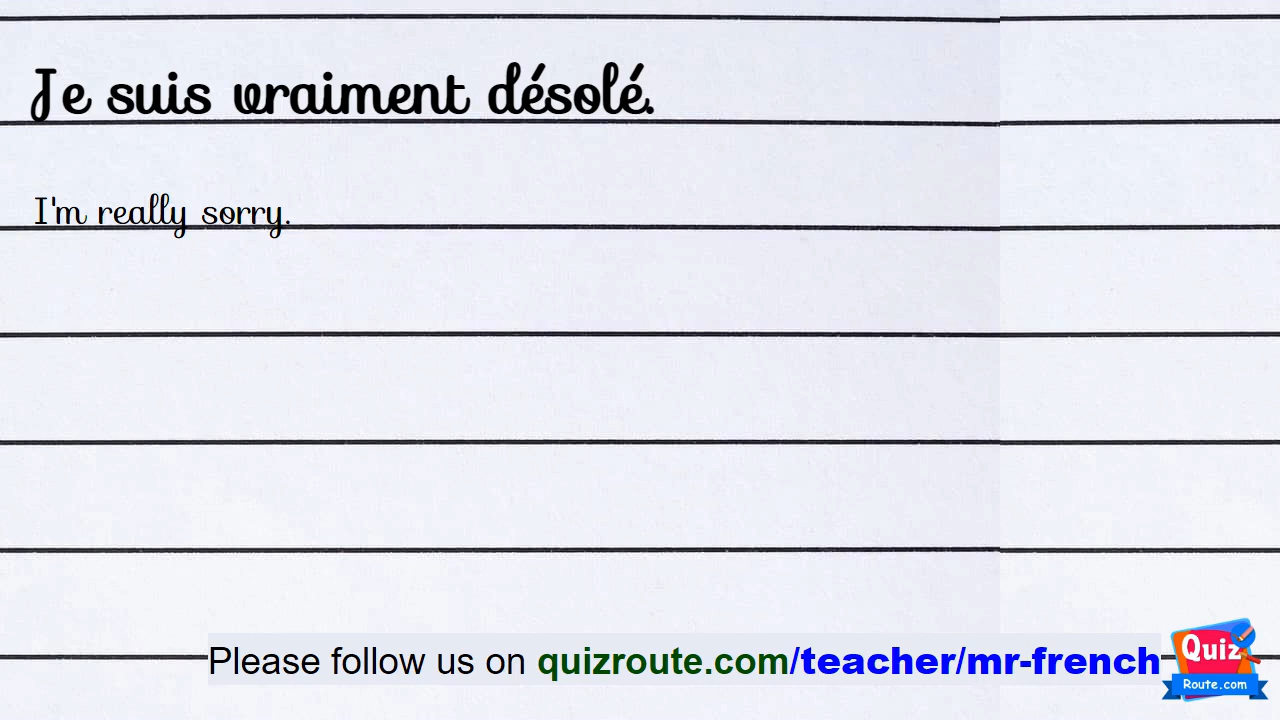 Je suis vraiment désolé.
I'm really sorry.
Please follow us on quizroute.com/teacher/mr-french
Quiz
Route.com